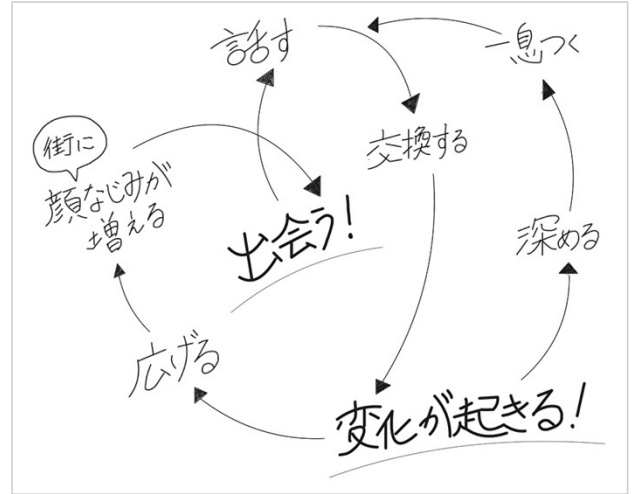 話す
一息つく
交換する
街に
顔なじみが
増える
出会う!
深める
広げる
変化が起きる!